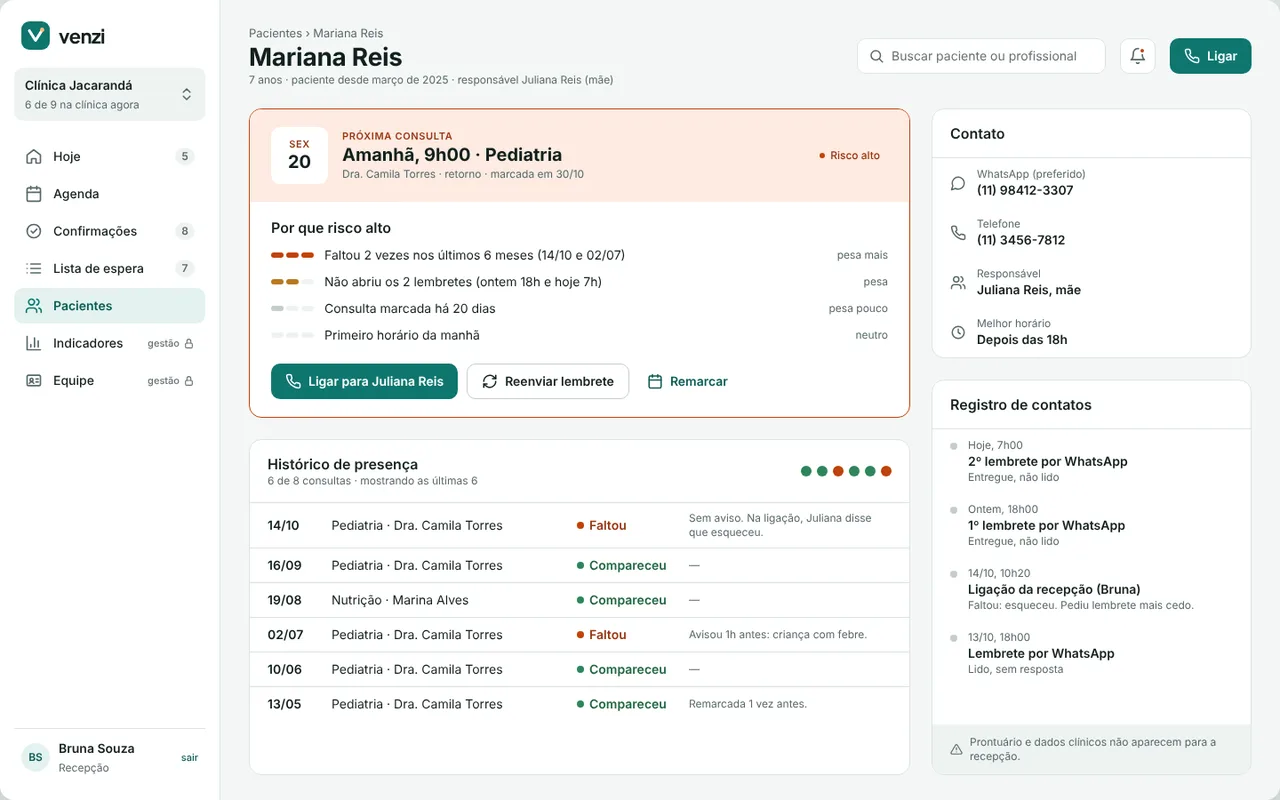 venzi
Clínica Jacarandá
6 de 9 na clínica agora
Hoje 5
Agenda
Confirmações 8
Lista de espera 7
Pacientes
Indicadores gestão
Equipe gestão
BS
Bruna Souza
Recepção
sair
Pacientes › Mariana Reis
Mariana Reis
7 anos · paciente desde março de 2025 · responsável Juliana Reis (mãe)
Buscar paciente ou profissional
Ligar
SEX
20
PRÓXIMA CONSULTA
Amanhã, 9h00 · Pediatria
Dra. Camila Torres · retorno · marcada em 30/10
Risco alto
Por que risco alto
Faltou 2 vezes nos últimos 6 meses (14/10 e 02/07) pesa mais
Não abriu os 2 lembretes (ontem 18h e hoje 7h) pesa
Consulta marcada há 20 dias pesa pouco
Primeiro horário da manhã neutro
Ligar para Juliana Reis
Reenviar lembrete
Remarcar
Histórico de presença
6 de 8 consultas · mostrando as últimas 6
14/10 Pediatria · Dra. Camila Torres Faltou Sem aviso. Na ligação, Juliana disse
que esqueceu.
16/09 Pediatria · Dra. Camila Torres Compareceu —
19/08 Nutrição · Marina Alves Compareceu —
02/07 Pediatria · Dra. Camila Torres Faltou Avisou 1h antes: criança com febre.
10/06 Pediatria · Dra. Camila Torres Compareceu —
13/05 Pediatria · Dra. Camila Torres Compareceu Remarcada 1 vez antes.
Contato
WhatsApp (preferido)
(11) 98412-3307
Telefone
(11) 3456-7812
Responsável
Juliana Reis, mãe
Melhor horário
Depois das 18h
Registro de contatos
Hoje, 7h00
2º lembrete por WhatsApp
Entregue, não lido
Ontem, 18h00
1º lembrete por WhatsApp
Entregue, não lido
14/10, 10h20
Ligação da recepção (Bruna)
Faltou: esqueceu. Pediu lembrete mais cedo.
13/10, 18h00
Lembrete por WhatsApp
Lido, sem resposta
Prontuário e dados clínicos não aparecem para a
recepção.